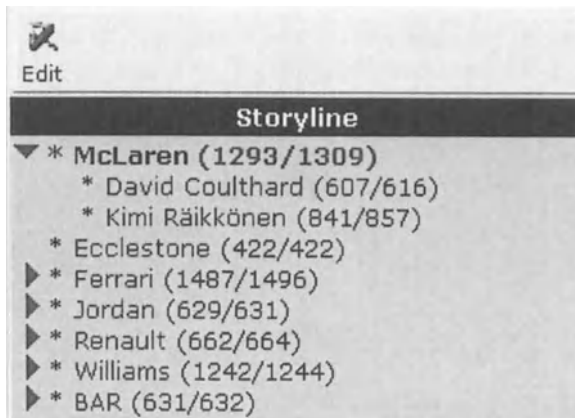 Edit
Storyline
* McLaren (1293/1309)
* David Coulthard (607/616)
* Kimi Räikkönen (841/857)
* Ecclestone (422/422)
* Ferrari (1487/1496)
* Jordan (629/631)
* Renault (662/664)
* Williams (1242/1244)
* BAR (631/632)